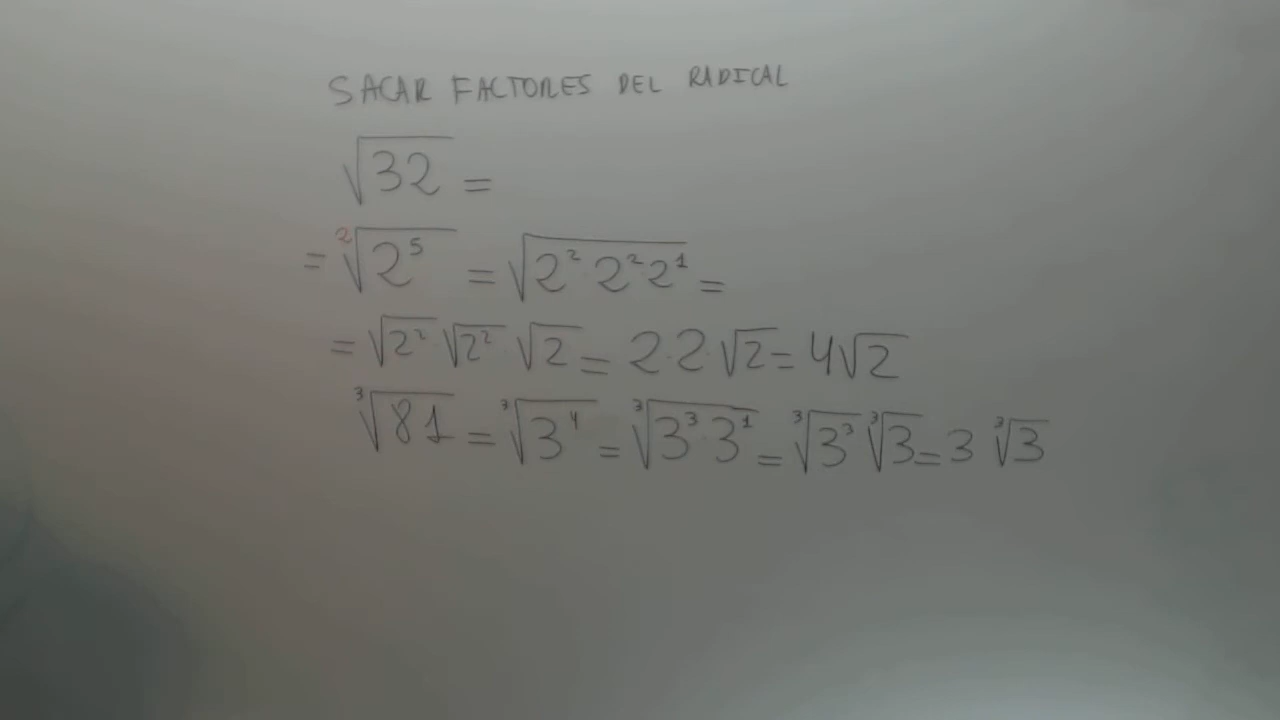 SACAR FACTORES DEL RADICAL
√32 =
= ²√2⁵ = √2²·2²·2¹ =
= √2² · √2² · √2 = 2·2·√2 = 4√2
³√81 = ³√3⁴ = ³√3³·3¹ = ³√3³ ³√3 = 3 ³√3